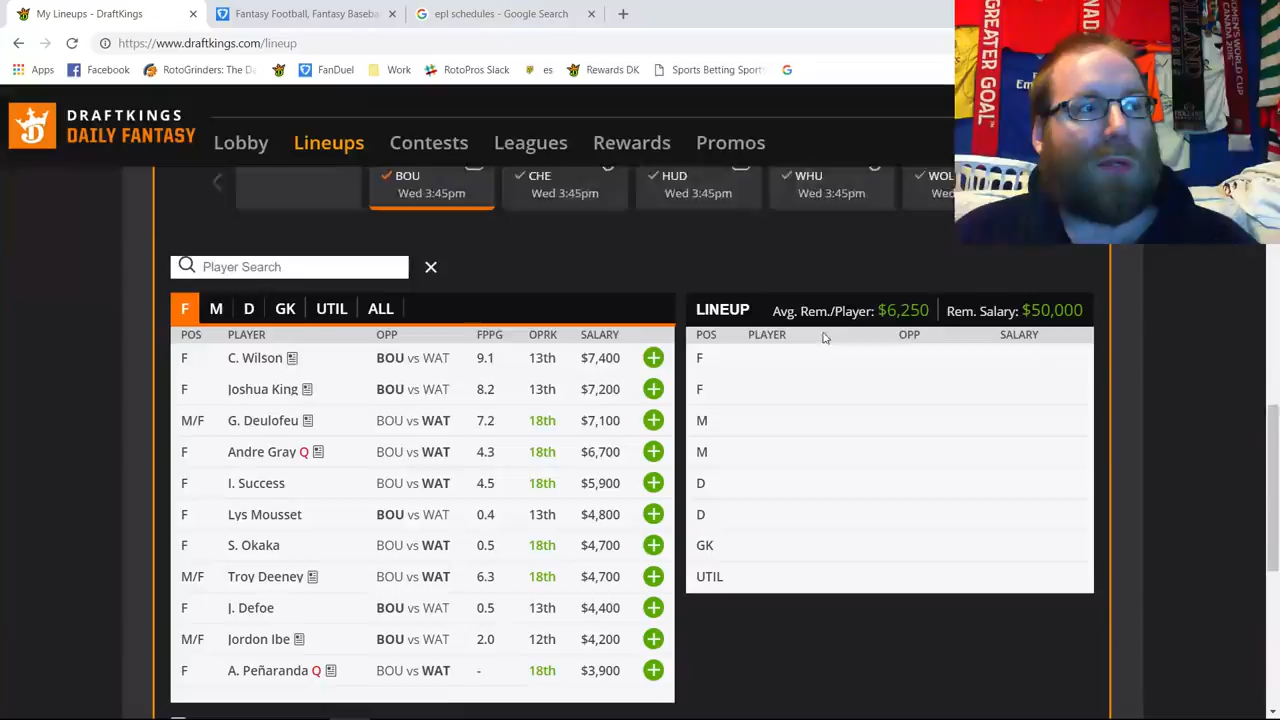 My Lineups - DraftKings
Fantasy Football, Fantasy Baseba
epl schedules - Google Search
https://www.draftkings.com/lineup
Apps Facebook RotoGrinders: The Da FanDuel Work RotoPros Slack es Rewards DK Sports Betting Sport
DRAFTKINGS
DAILY FANTASY
Lobby Lineups Contests Leagues Rewards Promos
BOU CHE HUD WHU WOL
Wed 3:45pm Wed 3:45pm Wed 3:45pm Wed 3:45pm Wed
Player Search
F M D GK UTIL ALL
POS PLAYER OPP FPPG OPRK SALARY
F C. Wilson BOU vs WAT 9.1 13th $7,400
F Joshua King BOU vs WAT 8.2 13th $7,200
M/F G. Deulofeu BOU vs WAT 7.2 18th $7,100
F Andre Gray Q BOU vs WAT 4.3 18th $6,700
F I. Success BOU vs WAT 4.5 18th $5,900
F Lys Mousset BOU vs WAT 0.4 13th $4,800
F S. Okaka BOU vs WAT 0.5 18th $4,700
M/F Troy Deeney BOU vs WAT 6.3 18th $4,700
F J. Defoe BOU vs WAT 0.5 13th $4,400
M/F Jordon Ibe BOU vs WAT 2.0 12th $4,200
F A. Peñaranda Q BOU vs WAT - 18th $3,900
LINEUP Avg. Rem./Player: $6,250 Rem. Salary: $50,000
POS PLAYER OPP SALARY
F
F
M
M
D
D
GK
UTIL
GREATER GOAL
WOMEN'S WORLD CUP
CANADA 2015